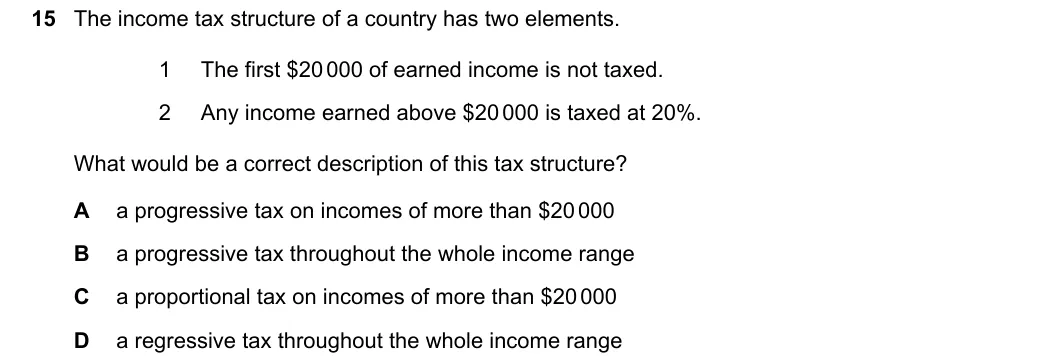 15 The income tax structure of a country has two elements.
1 The first $20 000 of earned income is not taxed.
2 Any income earned above $20 000 is taxed at 20%.
What would be a correct description of this tax structure?
A a progressive tax on incomes of more than $20 000
B a progressive tax throughout the whole income range
C a proportional tax on incomes of more than $20 000
D a regressive tax throughout the whole income range